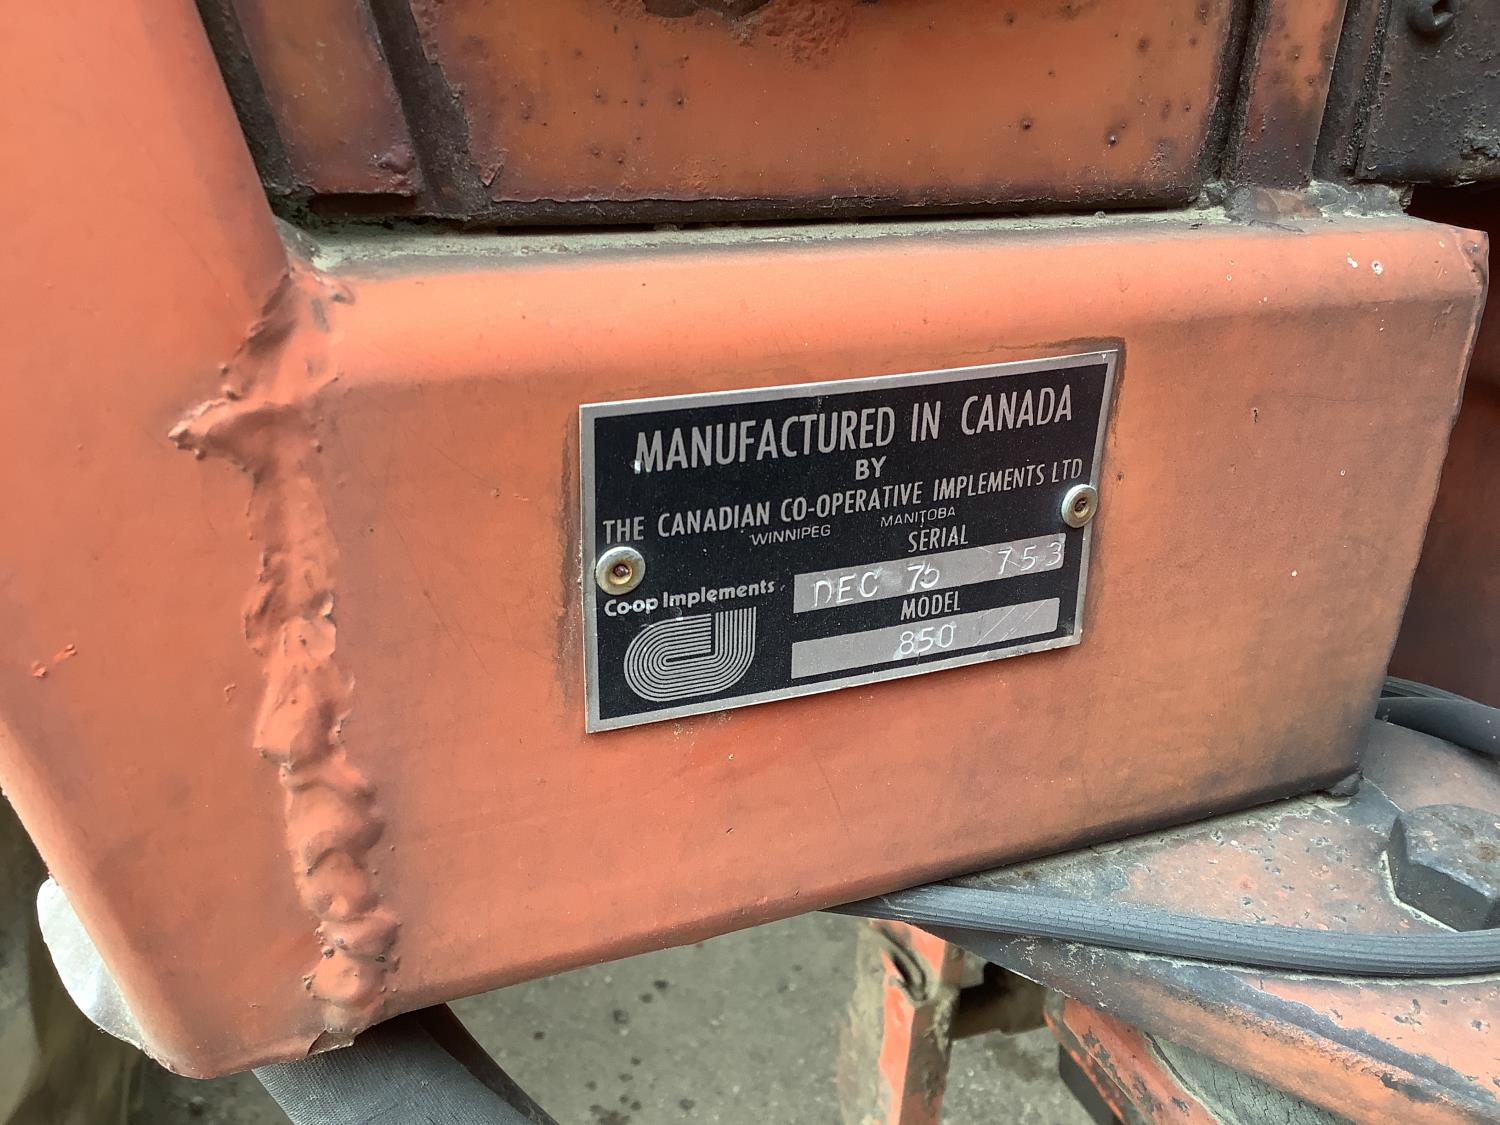 MANUFACTURED IN CANADA
BY
THE CANADIAN CO-OPERATIVE IMPLEMENTS LTD
WINNIPEG MANITOBA
SERIAL
DEC 75 753
Co-op Implements
MODEL
850